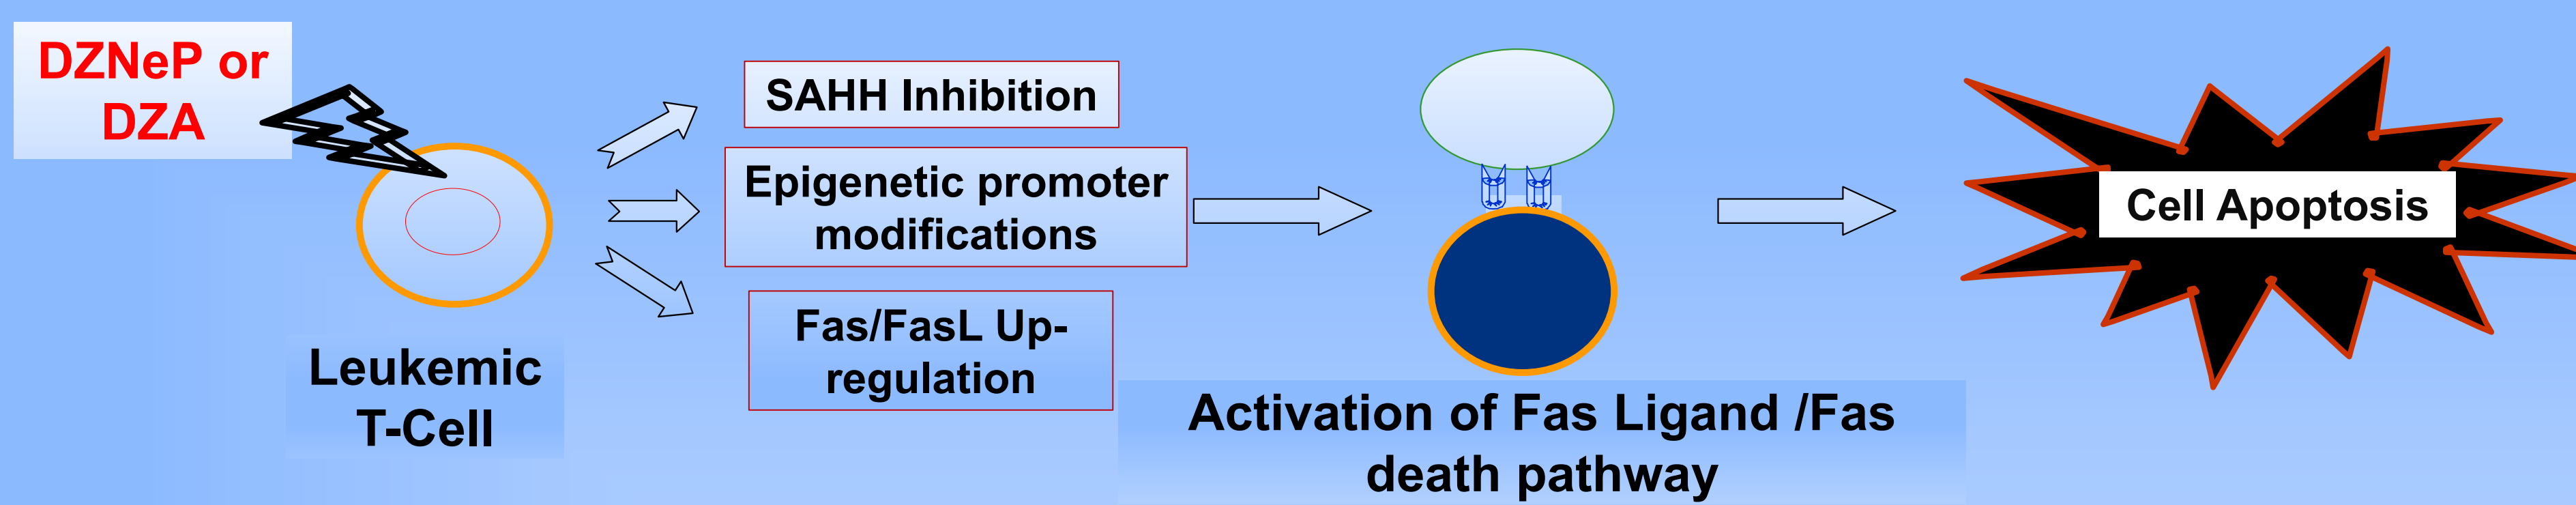 DZNeP or
DZA
Leukemic
T-Cell
SAHH Inhibition
Epigenetic promoter
modifications
Fas/FasL Up-
regulation
Activation of Fas Ligand /Fas
death pathway
Cell Apoptosis